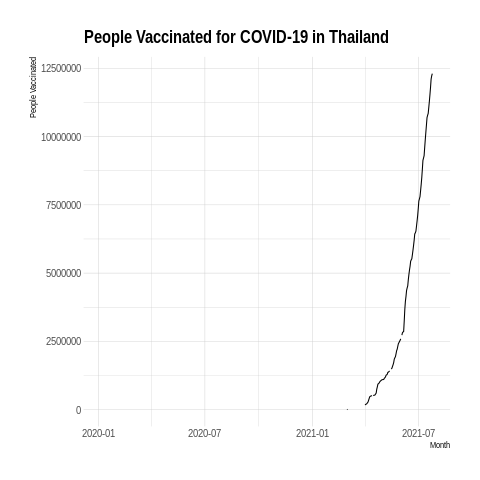 People Vaccinated for COVID-19 in Thailand
People Vaccinated
12500000
10000000
7500000
5000000
2500000
0
2020-01 2020-07 2021-01 2021-07
Month